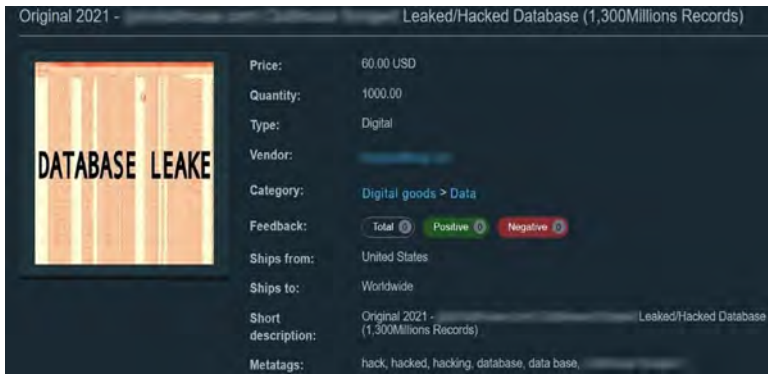 Original 2021 - Leaked/Hacked Database (1,300Millions Records)
DATABASE LEAKE
Price: 60.00 USD
Quantity: 1000.00
Type: Digital
Vendor:
Category: Digital goods > Data
Feedback: Total 0 Positive 0 Negative 0
Ships from: United States
Ships to: Worldwide
Short description: Original 2021 - Leaked/Hacked Database
(1,300Millions Records)
Metatags: hack, hacked, hacking, database, data base,